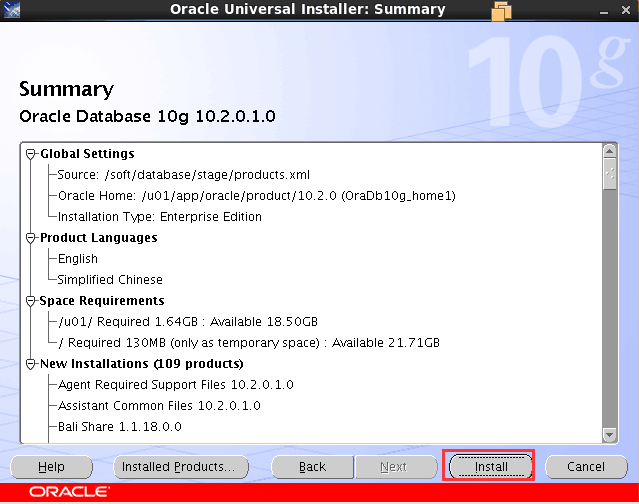 Oracle Universal Installer: Summary
10g
Summary
Oracle Database 10g 10.2.0.1.0
Global Settings
Source: /soft/database/stage/products.xml
Oracle Home: /u01/app/oracle/product/10.2.0 (OraDb10g_home1)
Installation Type: Enterprise Edition
Product Languages
English
Simplified Chinese
Space Requirements
/u01/ Required 1.64GB : Available 18.50GB
/ Required 130MB (only as temporary space) : Available 21.71GB
New Installations (109 products)
Agent Required Support Files 10.2.0.1.0
Assistant Common Files 10.2.0.1.0
Bali Share 1.1.18.0.0
Help Installed Products... Back Next Install Cancel
ORACLE